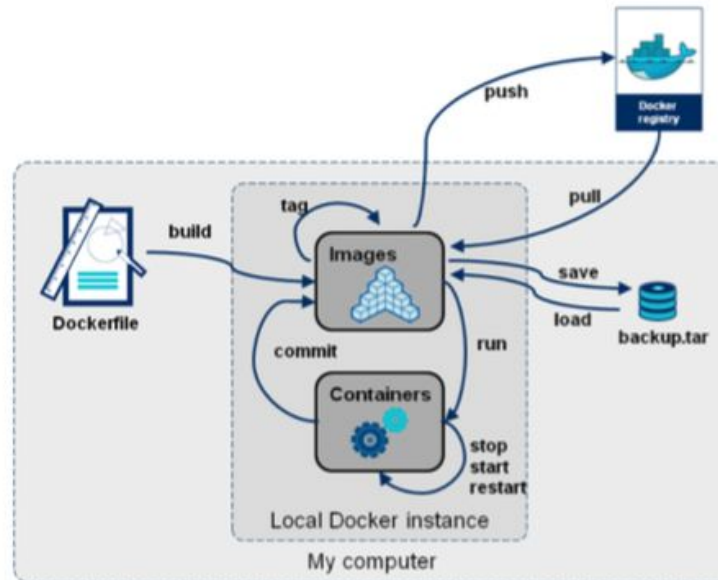 push
Docker
registry
pull
tag
build
Images
save
Dockerfile
load
backup.tar
commit
run
Containers
stop
start
restart
Local Docker instance
My computer